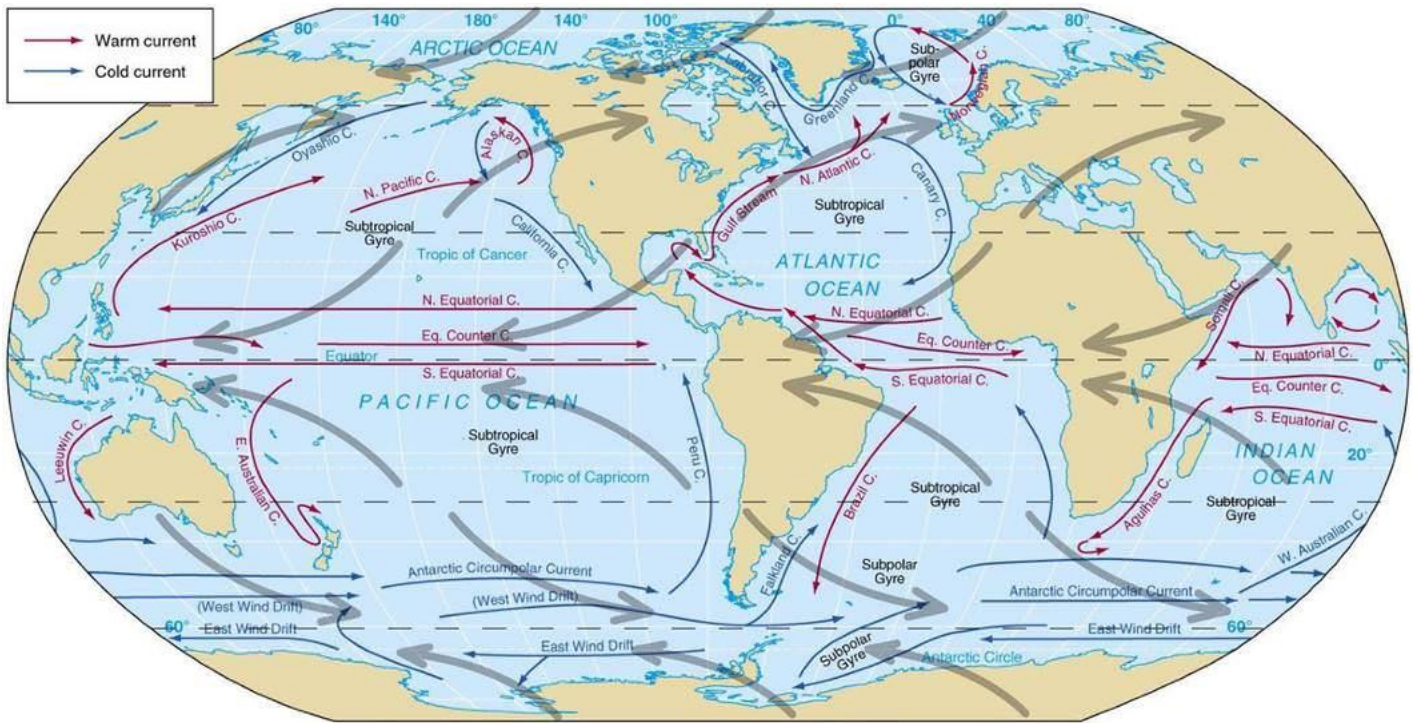 Warm current
Cold current
80°
140°
140°
100°
0°
40°
80°
ARCTIC OCEAN
Sub-
polar
Gyre
Labrador C.
Greenland C.
Norwegian C.
Oyashio C.
Alaskan C.
N. Pacific C.
N. Atlantic C.
Canary C.
Kuroshio C.
Subtropical
Gyre
California C.
Gulf Stream
Subtropical
Gyre
Tropic of Cancer
ATLANTIC
OCEAN
Somali C.
N. Equatorial C.
N. Equatorial C.
Eq. Counter C.
Eq. Counter C.
N. Equatorial C.
Equator
0°
S. Equatorial C.
S. Equatorial C.
Eq. Counter C.
PACIFIC OCEAN
S. Equatorial C.
Leeuwin C.
E. Australian C.
Subtropical
Gyre
Peru C.
INDIAN
OCEAN
20°
Tropic of Capricorn
Brazil C.
Subtropical
Gyre
Agulhas C.
Subtropical
Gyre
Falkland C.
W. Australian C.
Antarctic Circumpolar Current
Subpolar
Gyre
Antarctic Circumpolar Current
(West Wind Drift)
(West Wind Drift)
60°
60°
East Wind Drift
East Wind Drift
East Wind Drift
Subpolar
Gyre
Antarctic Circle